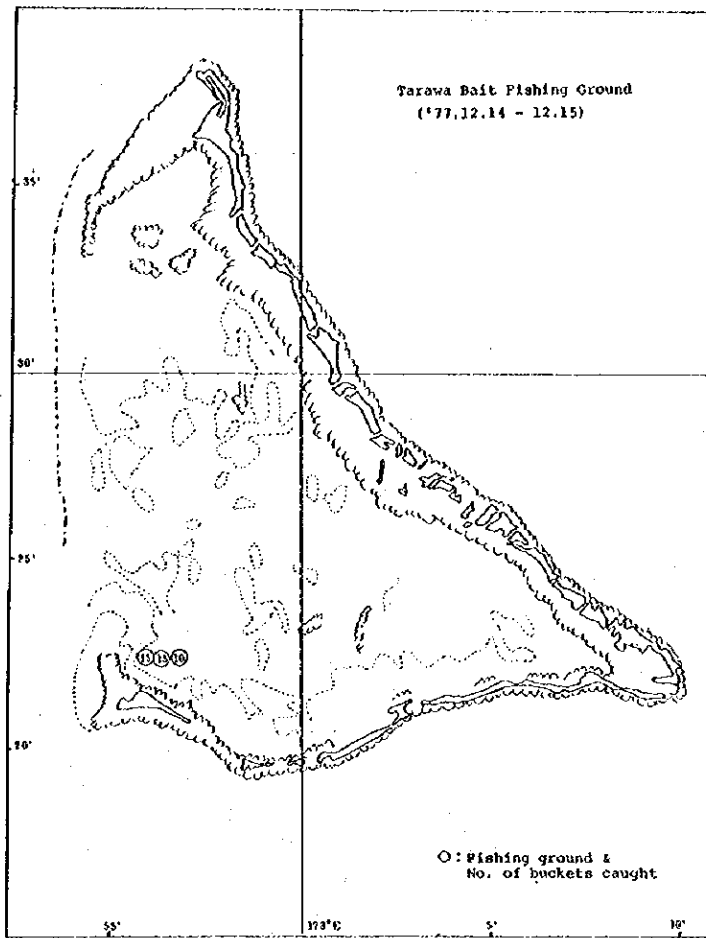 Tarawa Bait Fishing Ground
('77.12.14 - 12.15)
35'
30'
25'
20'
○: Fishing ground &
No. of buckets caught
55'
173°E
5'
10'